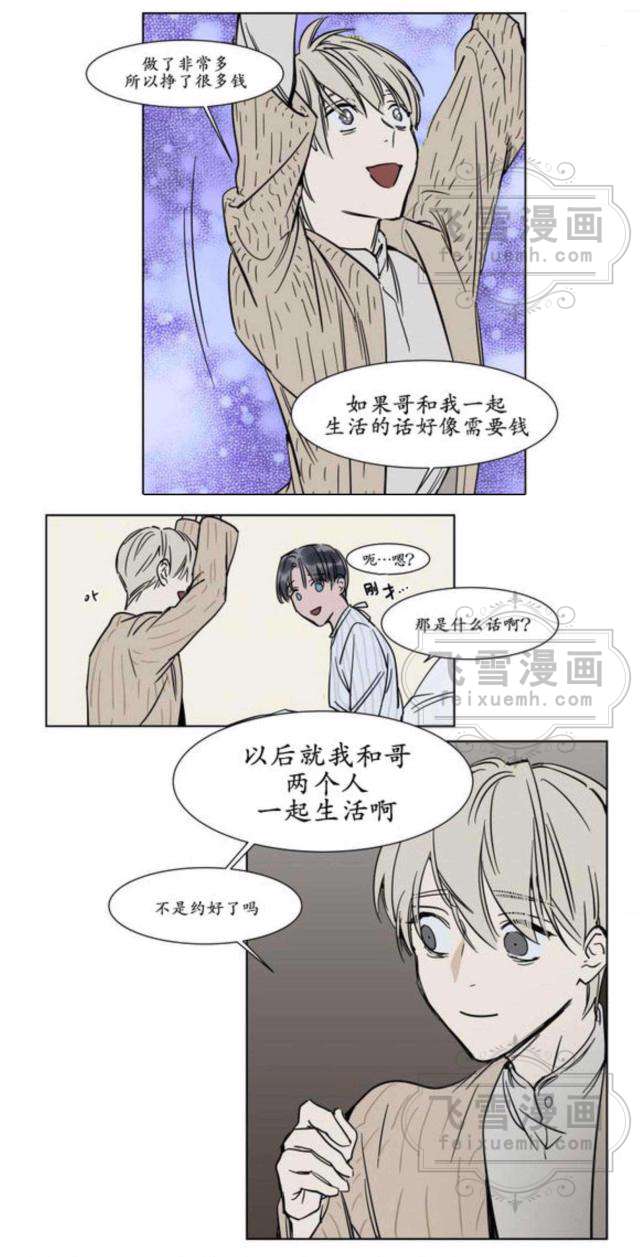 做了非常多
所以挣了很多钱
飞雪漫画
feixuemh.com
如果哥和我一起
生活的话好像需要钱
呃…嗯?
刚才…
那是什么话啊?
飞雪漫画
feixuemh.com
以后就我和哥
两个人
一起生活啊
不是约好了吗
飞雪漫画
feixuemh.com